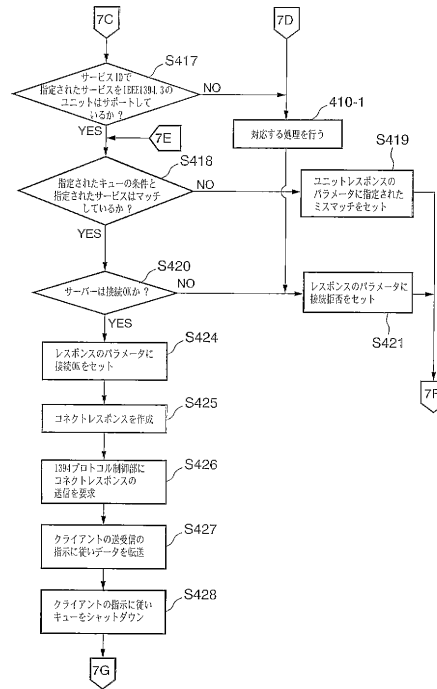 7C
7D
S417
サービスIDで
指定されたサービスをIEEE1394.3の
ユニットはサポートして
いるか?
NO
410-1
YES
7E
対応する処理を行う
S418
S419
指定されたキューの条件と
指定されたサービスはマッチ
しているか?
NO
ユニットレスポンスの
パラメータに指定された
ミスマッチをセット
YES
S420
サーバーは接続OKか?
NO
レスポンスのパラメータに
接続拒否をセット
YES
S421
S424
レスポンスのパラメータに
接続OKをセット
7F
S425
コネクトレスポンスを作成
S426
1394プロトコル制御部に
コネクトレスポンスの
送信を要求
S427
クライアントの送受信の
指示に従いデータを転送
S428
クライアントの指示に従い
キューをシャットダウン
7G